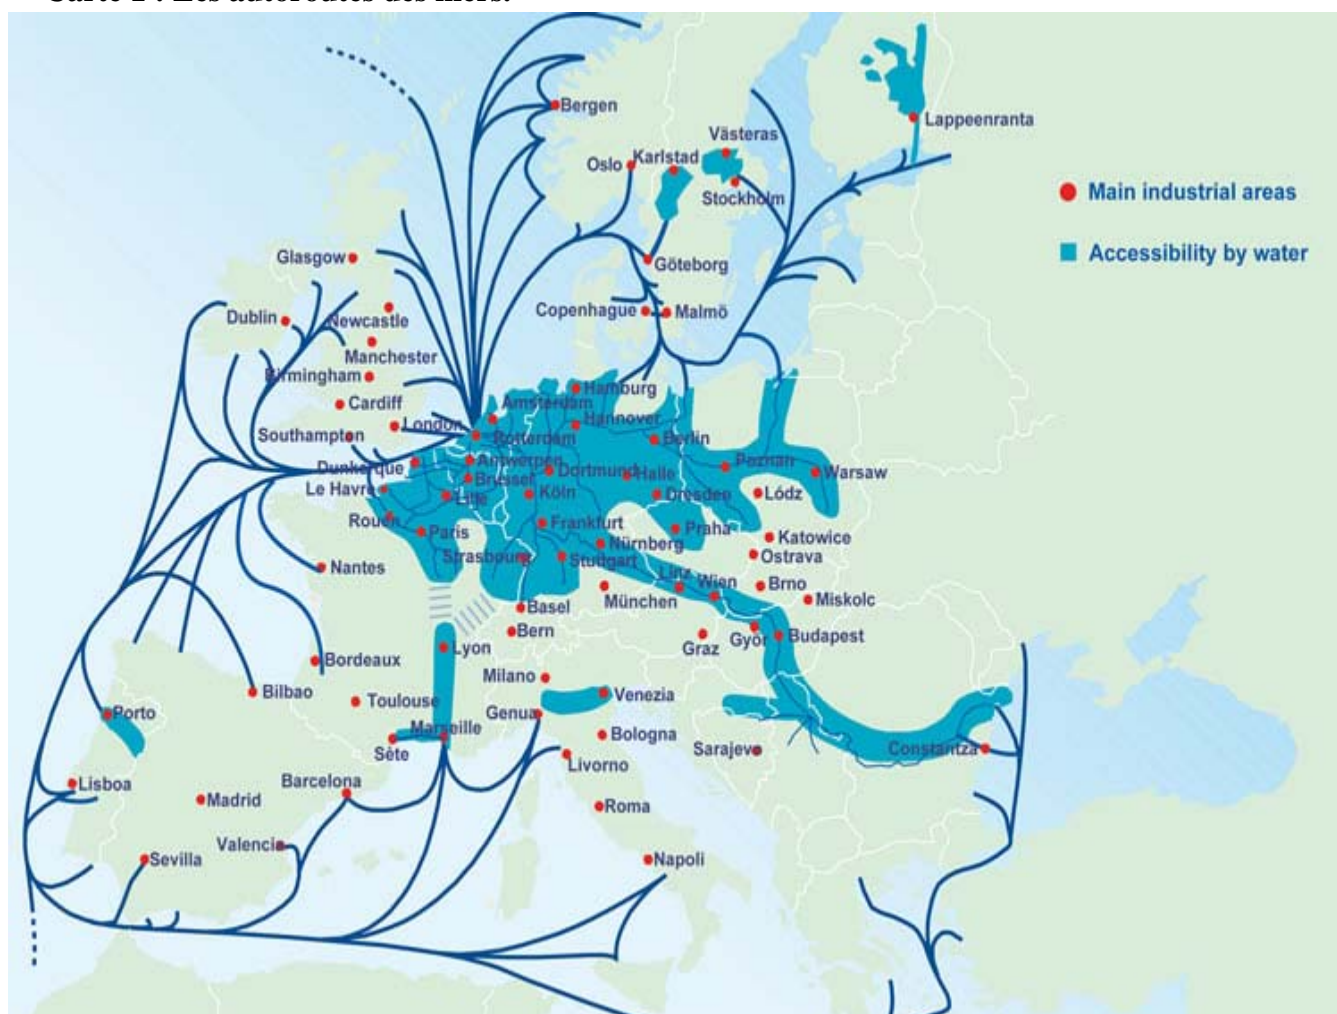 Carte 1 : Les autoroutes des mers.
Bergen
Lappeenranta
Västeras
Oslo
Karlstad
Stockholm
Main industrial areas
Accessibility by water
Glasgow
Göteborg
Dublin
Newcastle
Copenhague
Malmö
Manchester
Birmingham
Hamburg
Cardiff
Amsterdam
London
Hannover
Southampton
Rotterdam
Berlin
Dunkerque
Antwerpen
Dortmund
Halle
Poznan
Warsaw
Brussel
Le Havre
Lille
Köln
Dresden
Lódz
Rouen
Paris
Frankfurt
Praha
Katowice
Nürnberg
Strasbourg
Stuttgart
Ostrava
Nantes
Linz
Wien
Brno
München
Miskolc
Basel
Bern
Györ
Budapest
Lyon
Graz
Bordeaux
Milano
Bilbao
Toulouse
Venezia
Porto
Genua
Marseille
Bologna
Sarajevo
Constantza
Sète
Livorno
Lisboa
Barcelona
Madrid
Roma
Valencia
Sevilla
Napoli